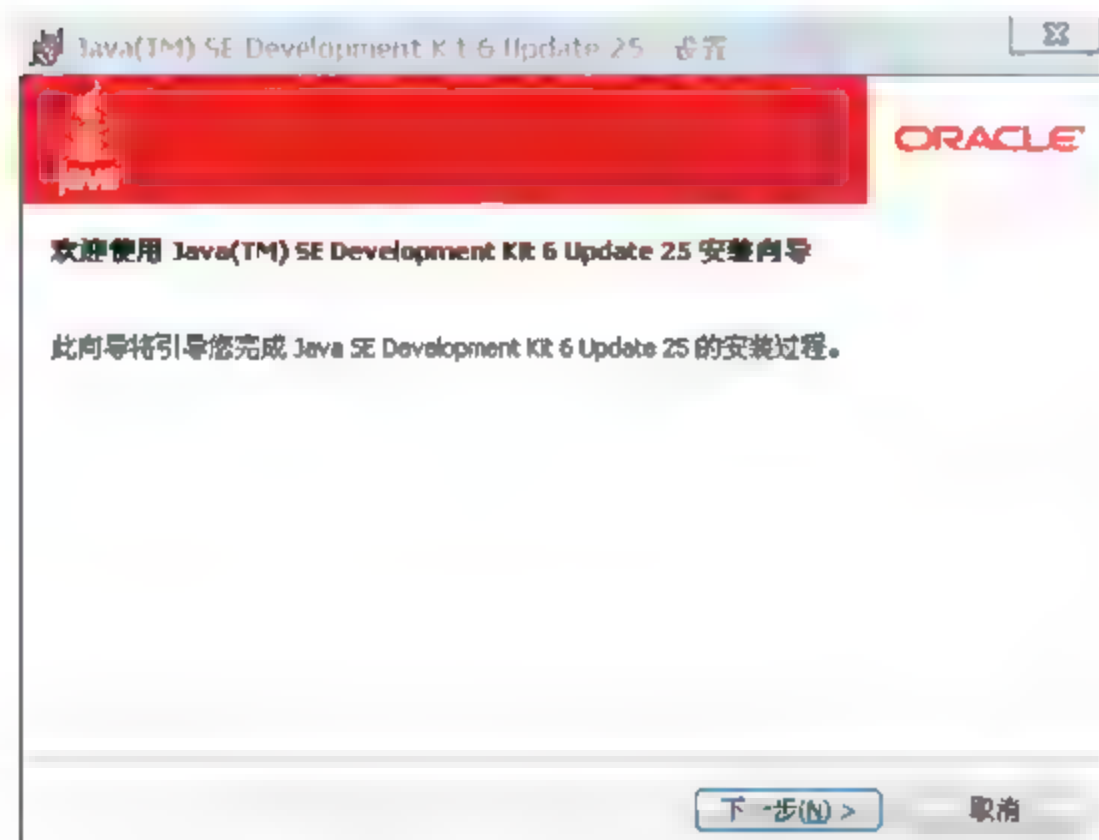 Java(TM) SE Development Kit 6 Update 25 设置
ORACLE
欢迎使用 Java(TM) SE Development Kit 6 Update 25 安装向导
此向导将引导您完成 Java SE Development Kit 6 Update 25 的安装过程。
下一步(N) >
取消